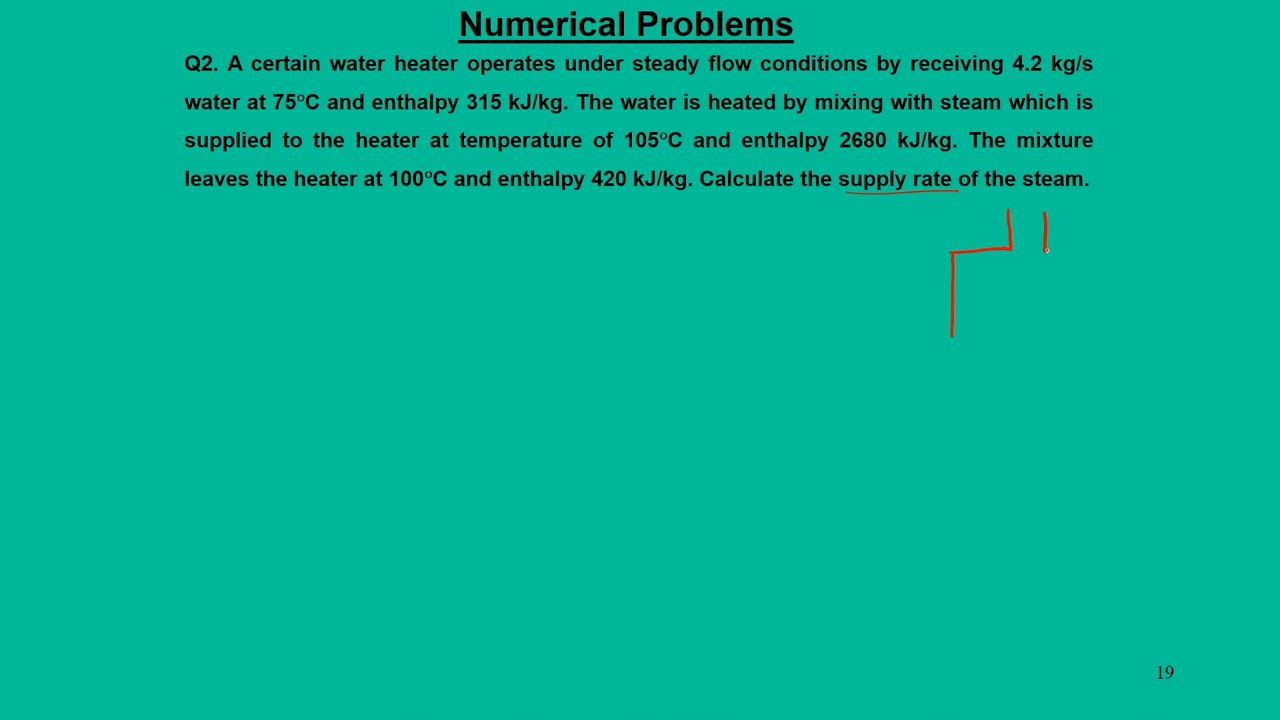 Numerical Problems
Q2. A certain water heater operates under steady flow conditions by receiving 4.2 kg/s
water at 75°C and enthalpy 315 kJ/kg. The water is heated by mixing with steam which is
supplied to the heater at temperature of 105°C and enthalpy 2680 kJ/kg. The mixture
leaves the heater at 100°C and enthalpy 420 kJ/kg. Calculate the supply rate of the steam.
19